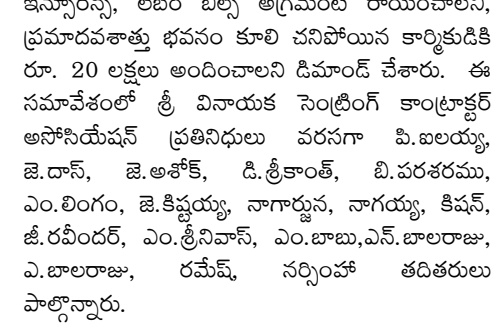 ఇన్సూరెన్స్, లేబర్ బిల్స్ అగ్రిమెంట్ రాయించాలని,
ప్రమాదవశాత్తు భవనం కూలి చనిపోయిన కార్మికుడికి
రూ. 20 లక్షలు అందించాలని డిమాండ్ చేశారు. ఈ
సమావేశంలో శ్రీ వినాయక సెంట్రింగ్ కాంట్రాక్టర్
అసోసియేషన్ ప్రతినిధులు వరసగా పి.ఐలయ్య,
జె.దాస్, జె.అశోక్, డి.శ్రీకాంత్, బి.పరశరము,
ఎం.లింగం, జె.కిష్టయ్య, నాగార్జున, నాగయ్య, కిషన్,
జీ.రవీందర్, ఎం.శ్రీనివాస్, ఎం.బాబు,ఎన్.బాలరాజు,
ఎ.బాలరాజు, రమేష్, నర్సింహా తదితరులు
పాల్గొన్నారు.